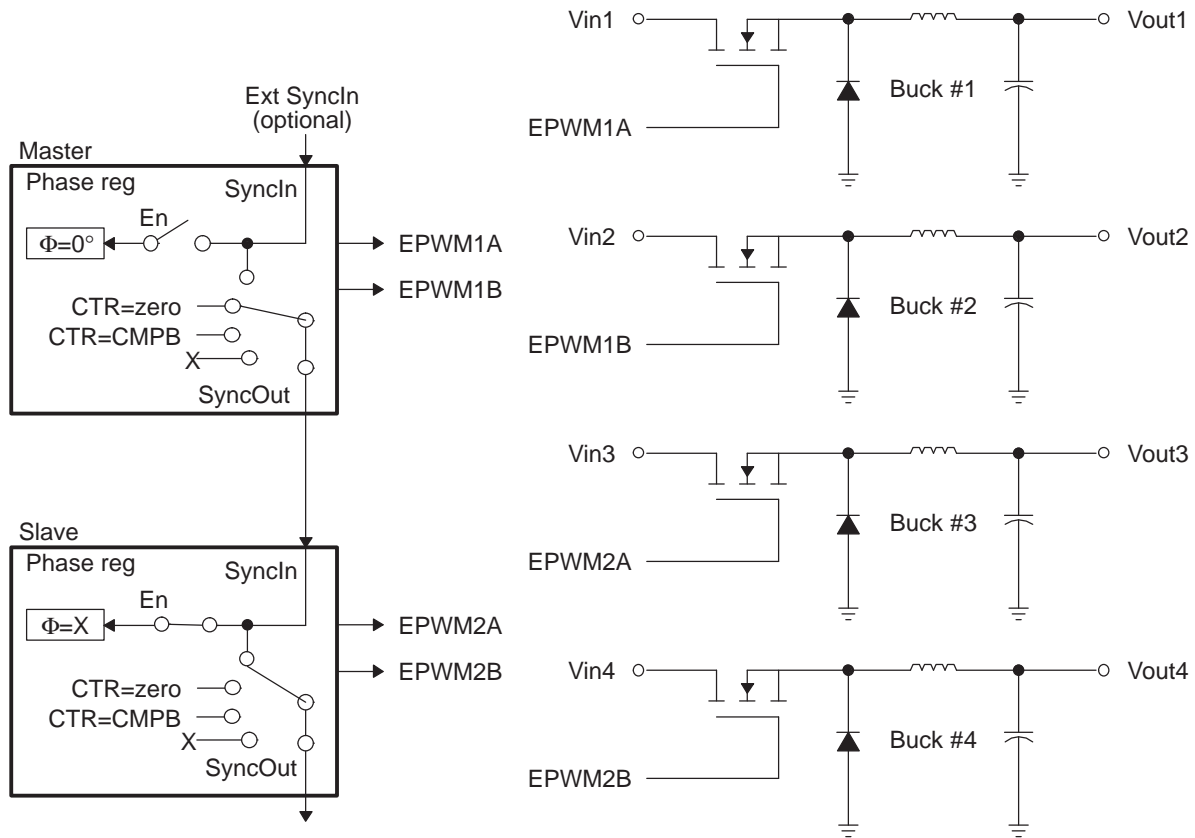 Ext SyncIn
(optional)
Master
Phase reg
SyncIn
En
Φ=0°
EPWM1A
EPWM1B
CTR=zero
CTR=CMPB
X
SyncOut
Slave
Phase reg
SyncIn
En
Φ=X
EPWM2A
EPWM2B
CTR=zero
CTR=CMPB
X
SyncOut
Vin1
Vout1
Buck #1
EPWM1A
Vin2
Vout2
Buck #2
EPWM1B
Vin3
Vout3
Buck #3
EPWM2A
Vin4
Vout4
Buck #4
EPWM2B